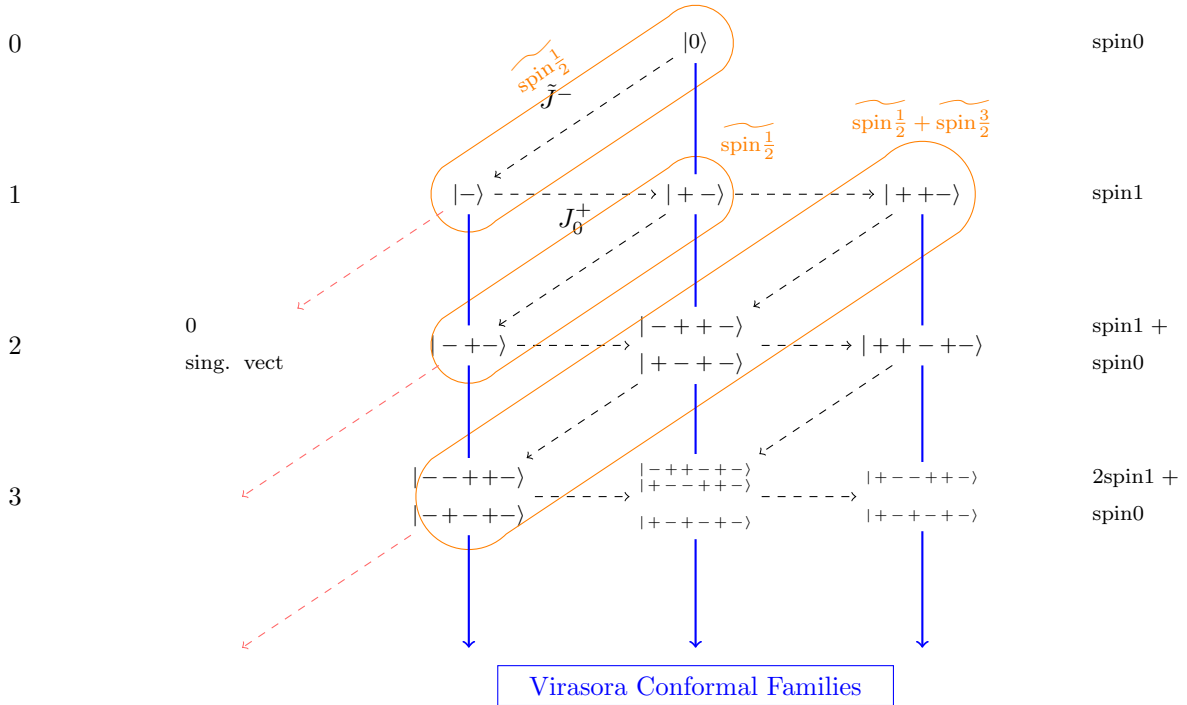 0
|0⟩
spin0
spin½
J̃⁻
spin½
spin½ + spin3/2
1
|−⟩
|+−⟩
|++−⟩
spin1
J₀⁺
2
0
sing. vect
|−+−⟩
|−++−⟩
|+−+−⟩
|++−+−⟩
spin1 +
spin0
3
|−−++−⟩
|−+−+−⟩
|−++−+−⟩
|+−−++−⟩
|+−+−+−⟩
|+−−++−⟩
|+−+−+−⟩
2spin1 +
spin0
Virasora Conformal Families